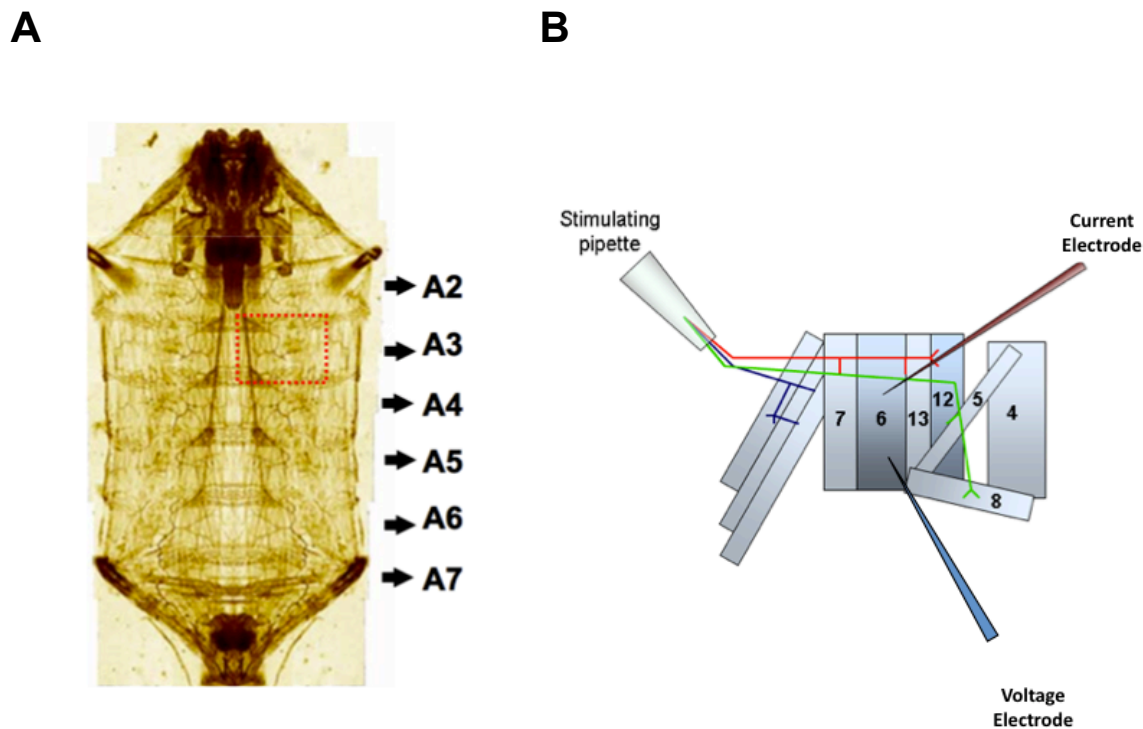 A
B
A2
A3
A4
A5
A6
A7
Stimulating
pipette
Current
Electrode
7
6
13
12
5
4
8
Voltage
Electrode